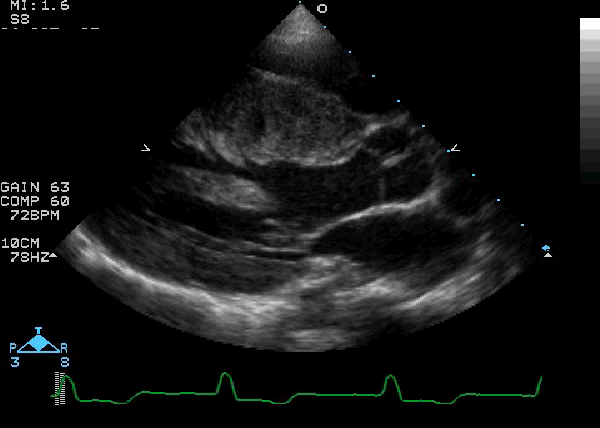 MI:1.6
S8
GAIN 63
COMP 60
72BPM
10CM
78HZ
T
P R
3 8